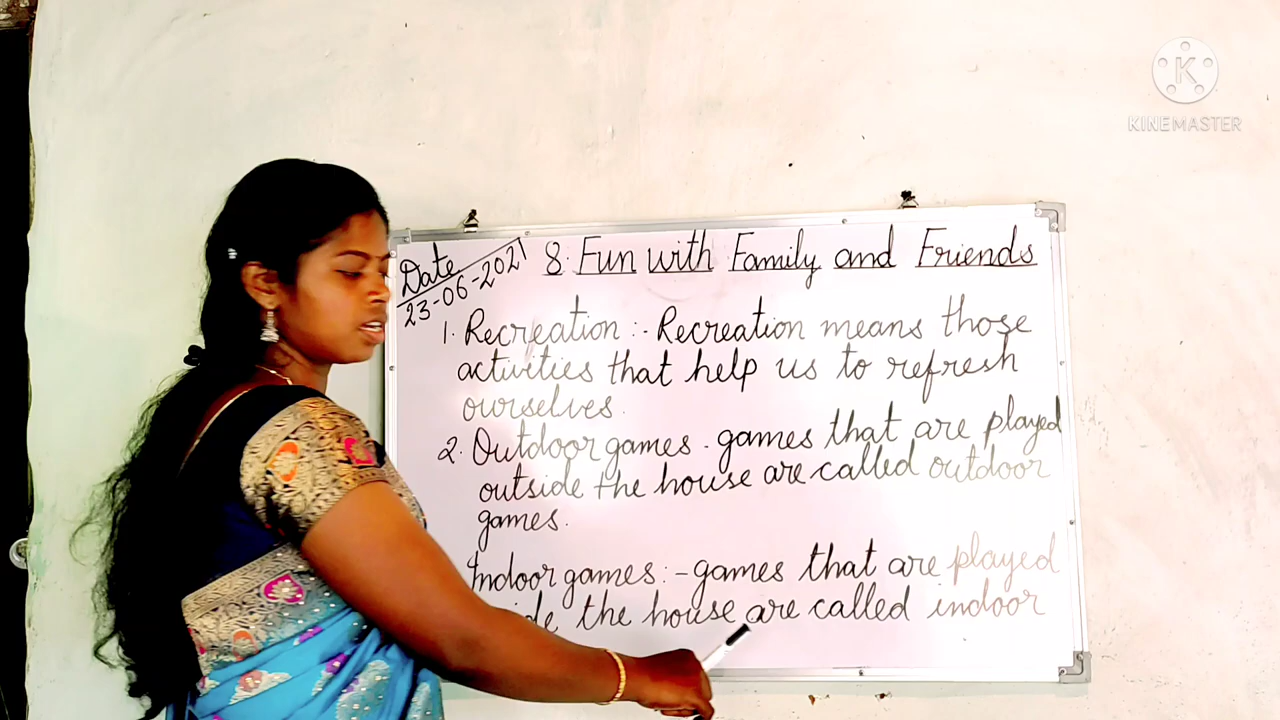 Date
23-06-2021
8. Fun with Family and Friends
1. Recreation :- Recreation means those
activities that help us to refresh
ourselves.
2. Outdoor games - games that are played
outside the house are called outdoor
games.
Indoor games :- games that are played
the house are called indoor
KINEMASTER